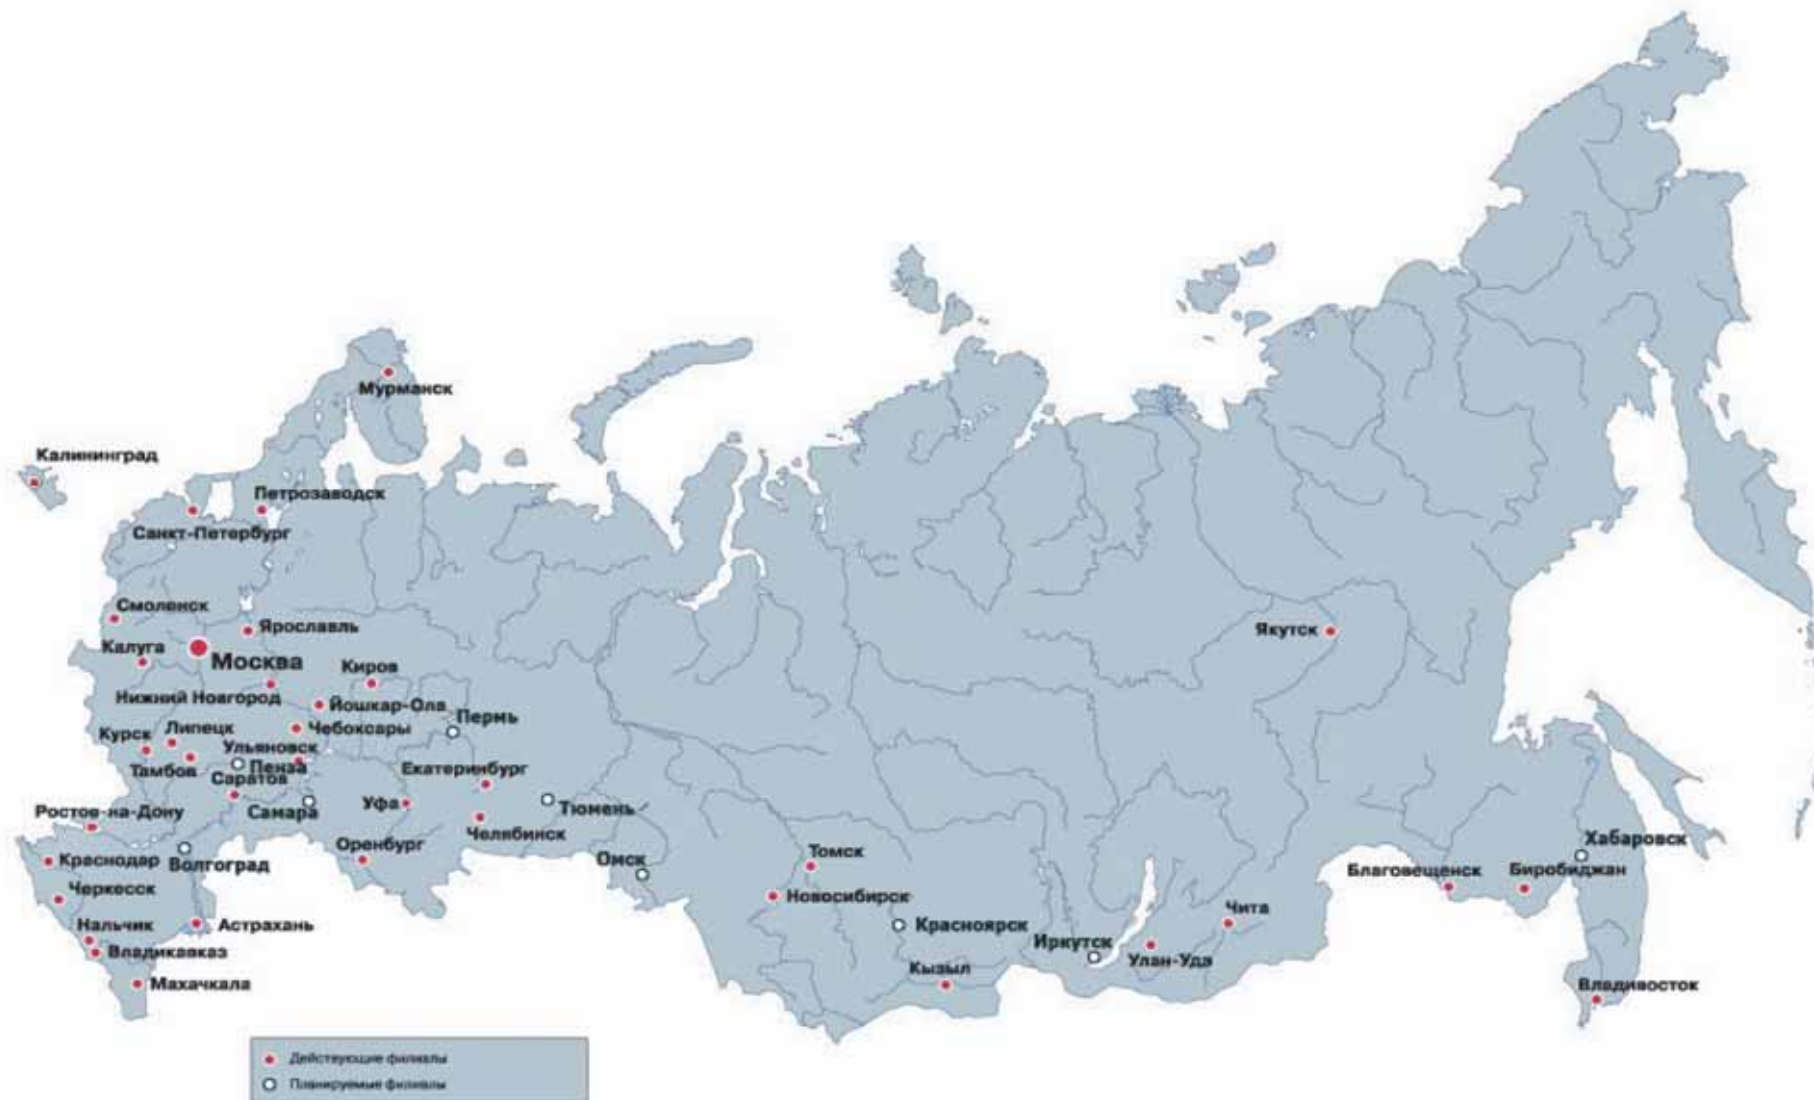 Мурманск
Калининград
Петрозаводск
Санкт-Петербург
Смоленск
Ярославль
Якутск
Калуга
Москва
Киров
Нижний Новгород
Йошкар-Ола
Пермь
Чебоксары
Липецк
Курск
Ульяновск
Пенза
Тамбов
Екатеринбург
Саратов
Уфа
Тюмень
Самара
Ростов-на-Дону
Челябинск
Хабаровск
Оренбург
Томск
Омск
Краснодар
Волгоград
Благовещенск
Биробиджан
Черкесск
Новосибирск
Чита
Нальчик
Астрахань
Красноярск
Иркутск
Владикавказ
Улан-Удэ
Кызыл
Махачкала
Владивосток
Действующие филиалы
Планируемые филиалы